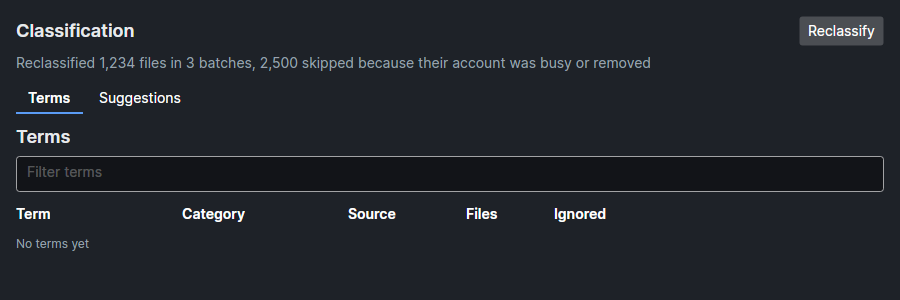 Classification
Reclassify
Reclassified 1,234 files in 3 batches, 2,500 skipped because their account was busy or removed
Terms Suggestions
Terms
Filter terms
Term Category Source Files Ignored
No terms yet